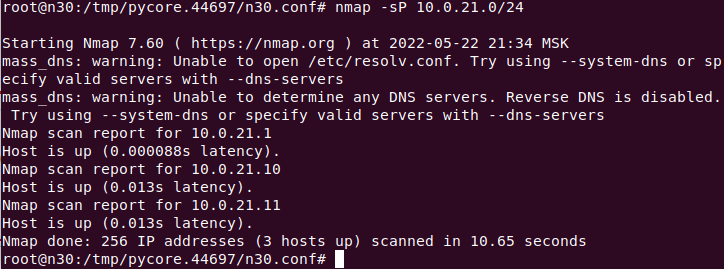 root@n30:/tmp/pycore.44697/n30.conf# nmap -sP 10.0.21.0/24
Starting Nmap 7.60 ( https://nmap.org ) at 2022-05-22 21:34 MSK
mass_dns: warning: Unable to open /etc/resolv.conf. Try using --system-dns or sp
ecify valid servers with --dns-servers
mass_dns: warning: Unable to determine any DNS servers. Reverse DNS is disabled.
 Try using --system-dns or specify valid servers with --dns-servers
Nmap scan report for 10.0.21.1
Host is up (0.000088s latency).
Nmap scan report for 10.0.21.10
Host is up (0.013s latency).
Nmap scan report for 10.0.21.11
Host is up (0.013s latency).
Nmap done: 256 IP addresses (3 hosts up) scanned in 10.65 seconds
root@n30:/tmp/pycore.44697/n30.conf#